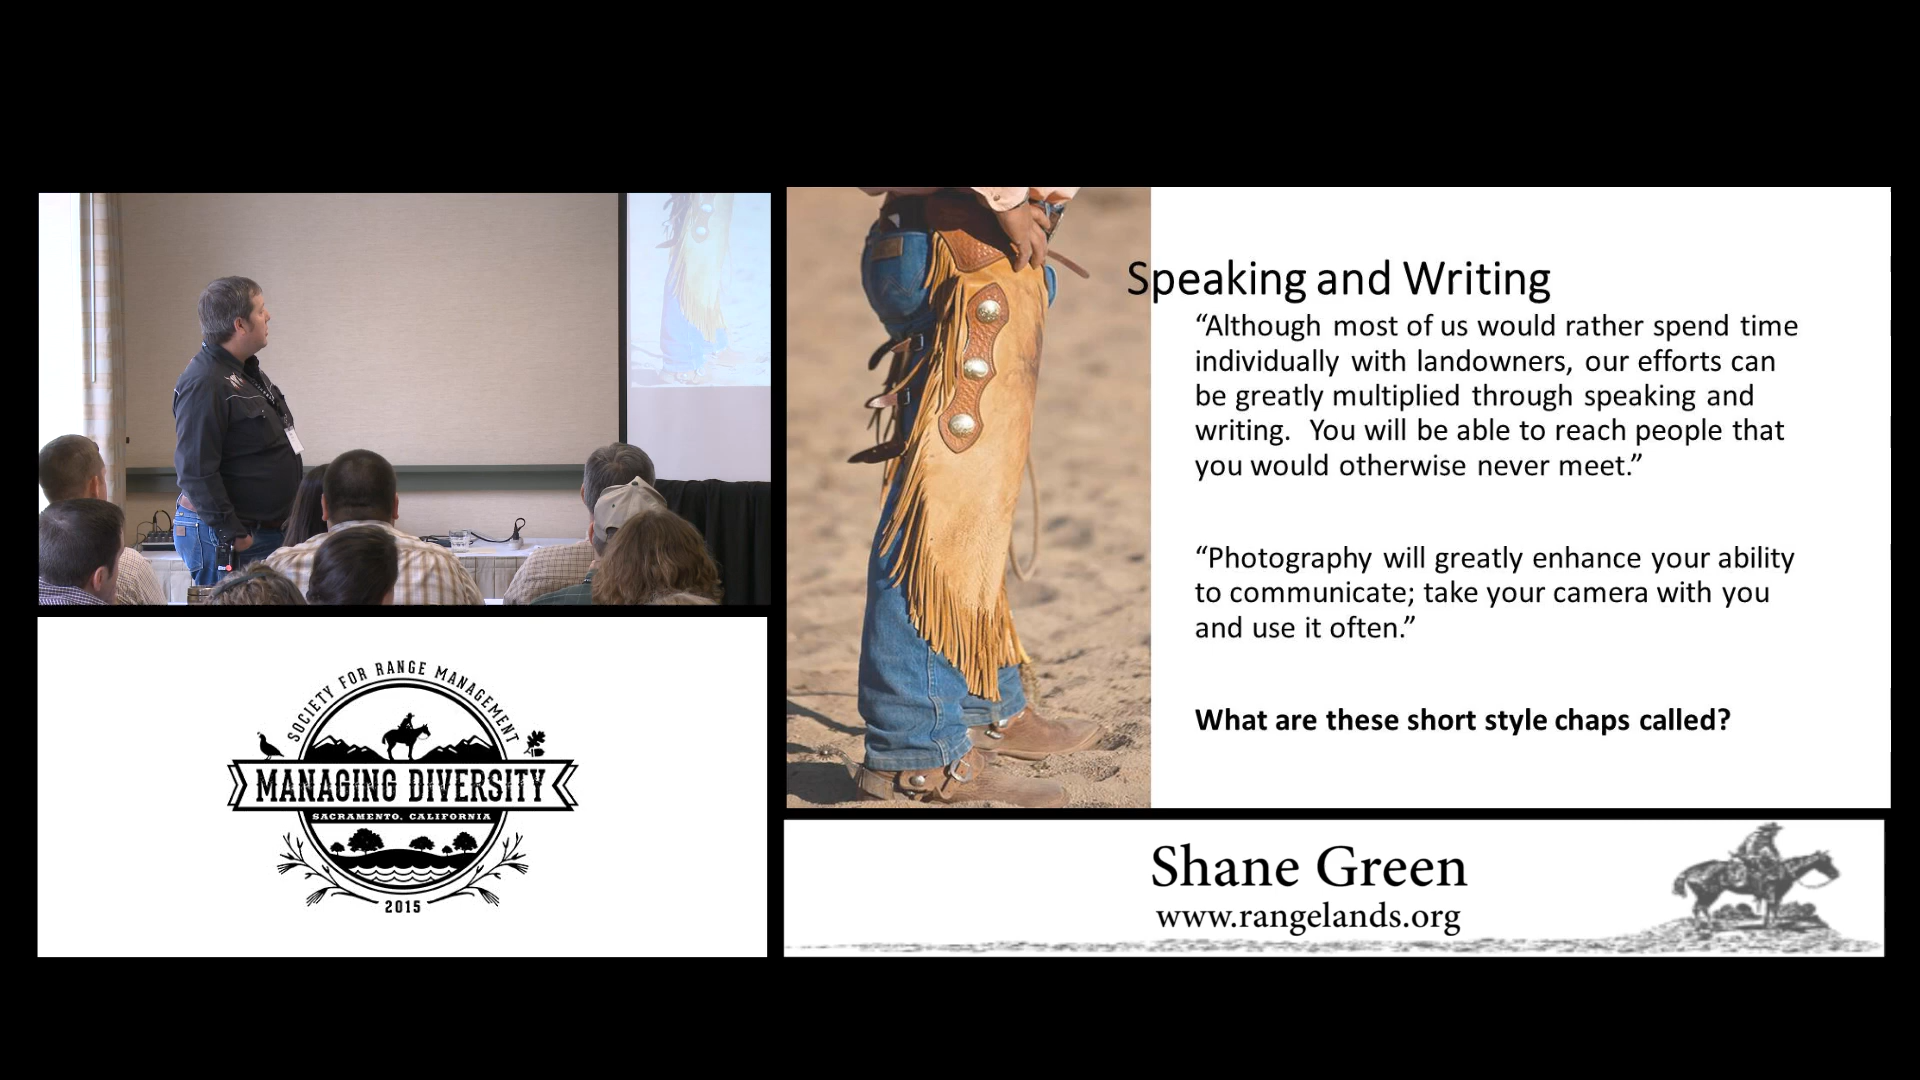 Speaking and Writing
“Although most of us would rather spend time
individually with landowners, our efforts can
be greatly multiplied through speaking and
writing.  You will be able to reach people that
you would otherwise never meet.”
“Photography will greatly enhance your ability
to communicate; take your camera with you
and use it often.”
What are these short style chaps called?
SOCIETY FOR RANGE MANAGEMENT
MANAGING DIVERSITY
SACRAMENTO, CALIFORNIA
2015
Shane Green
www.rangelands.org